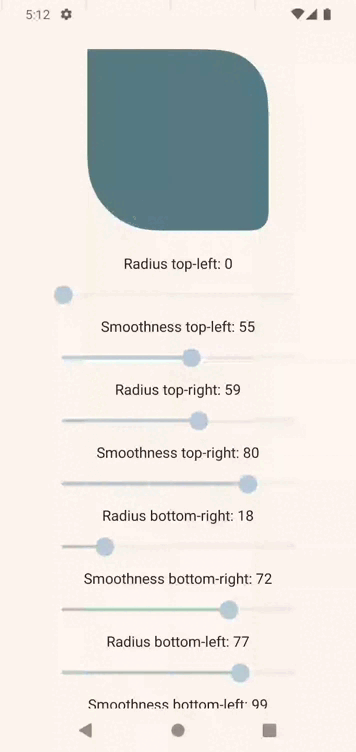 5:12
Radius top-left: 0
Smoothness top-left: 55
Radius top-right: 59
Smoothness top-right: 80
Radius bottom-right: 18
Smoothness bottom-right: 72
Radius bottom-left: 77
Smoothness bottom-left: 99